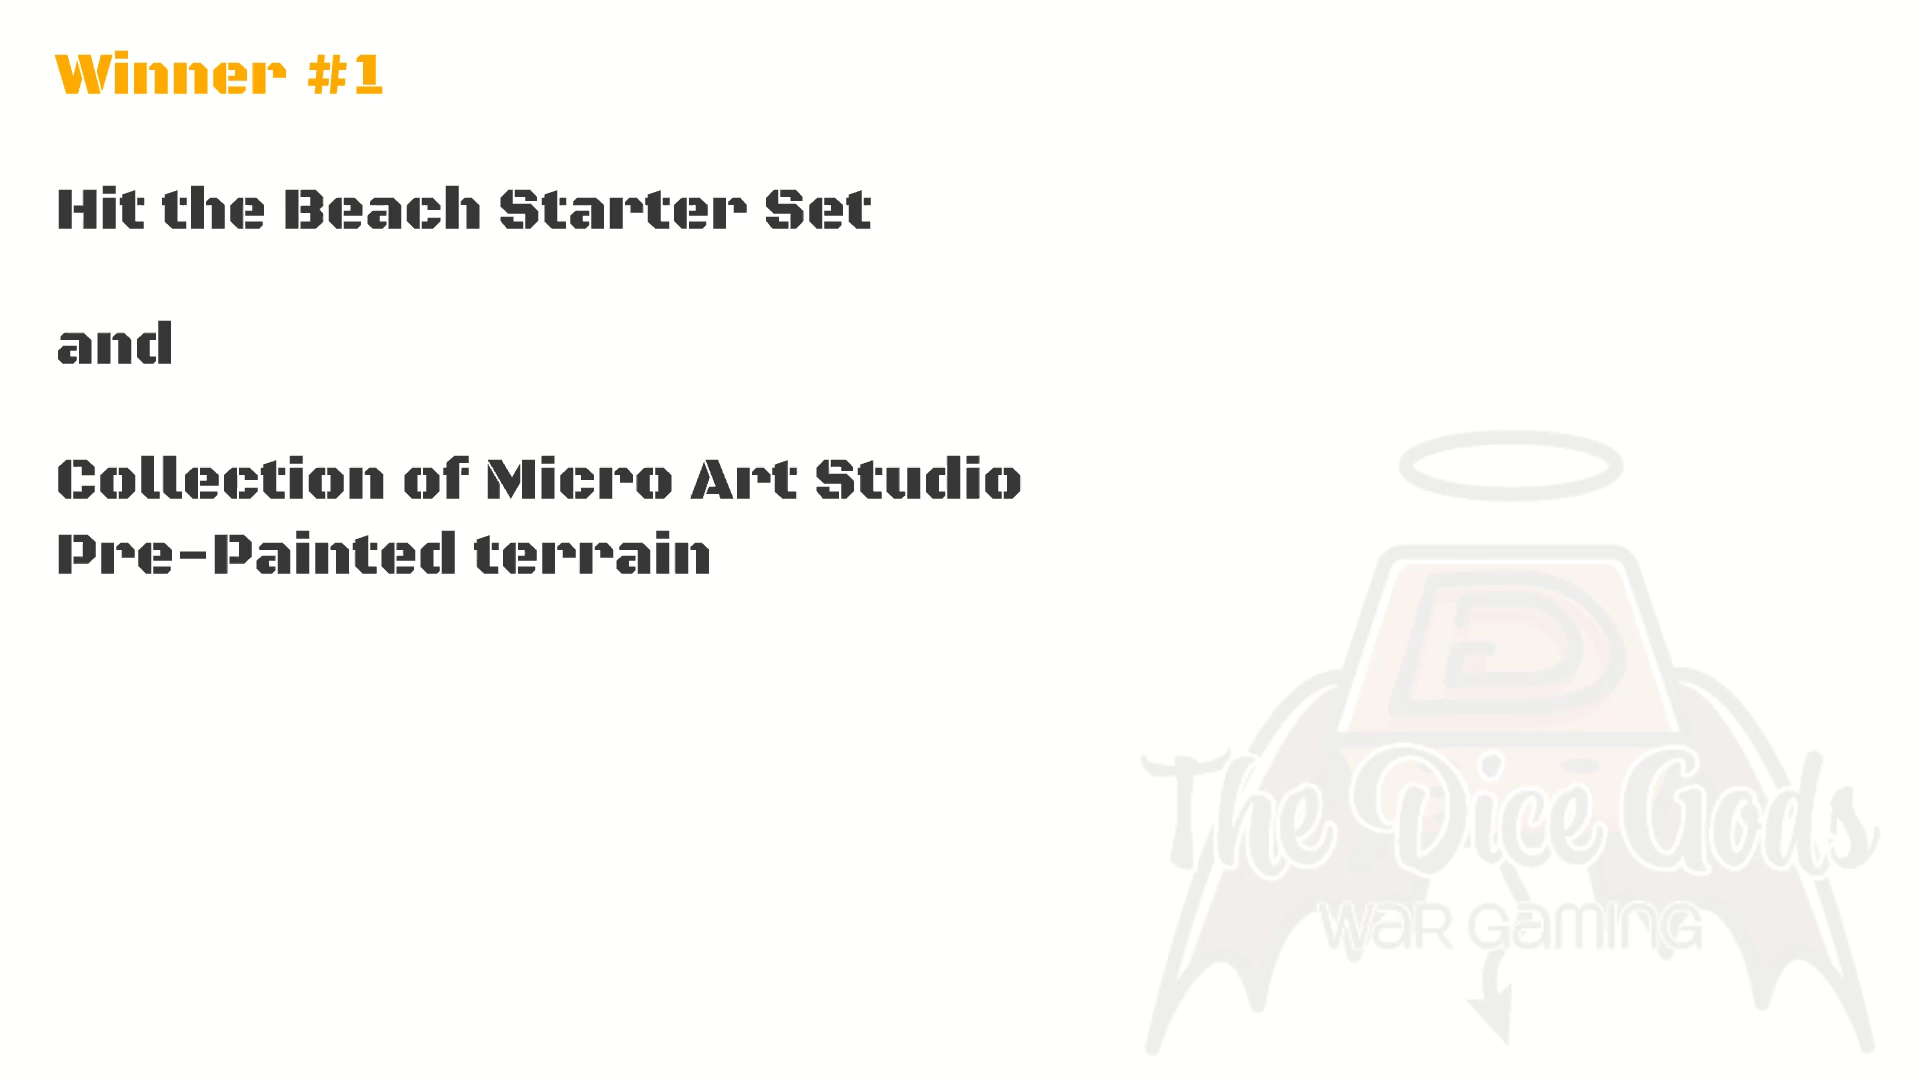 Winner #1
Hit the Beach Starter Set
and
Collection of Micro Art Studio
Pre-Painted terrain
D
The Dice Gods
WAR GAMING